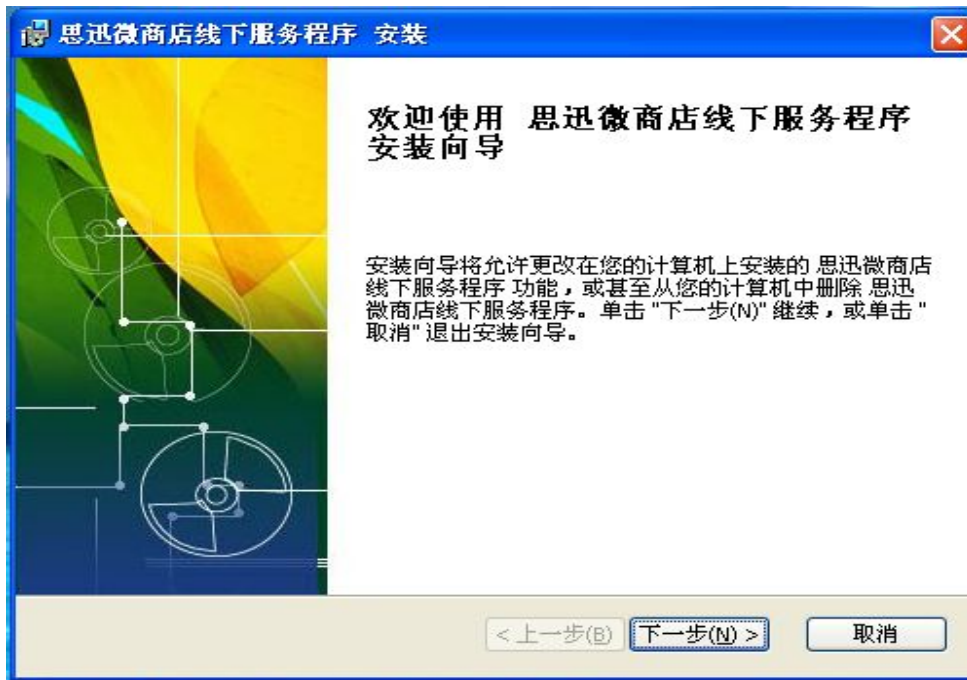 思迅微商店线下服务程序 安装
欢迎使用 思迅微商店线下服务程序
安装向导
安装向导将允许更改在您的计算机上安装的 思迅微商店
线下服务程序 功能，或甚至从您的计算机中删除 思迅
微商店线下服务程序。单击 "下一步(N)" 继续，或单击 "
取消" 退出安装向导。
< 上一步(B) 下一步(N) > 取消